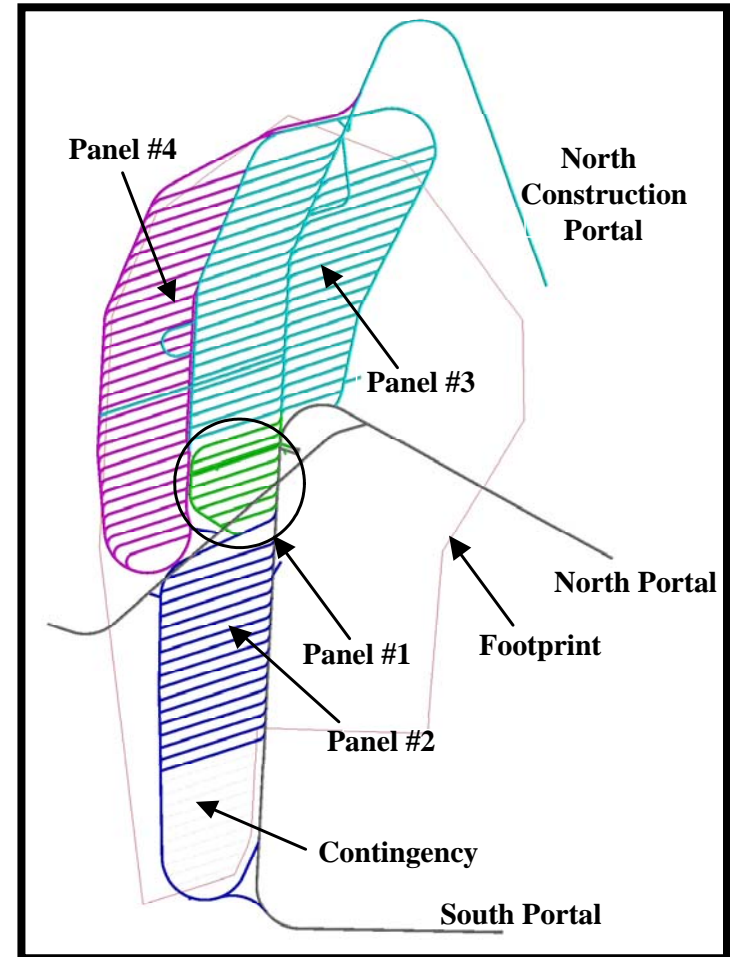 Panel #4
North
Construction
Portal
Panel #3
North Portal
Footprint
Panel #1
Panel #2
Contingency
South Portal